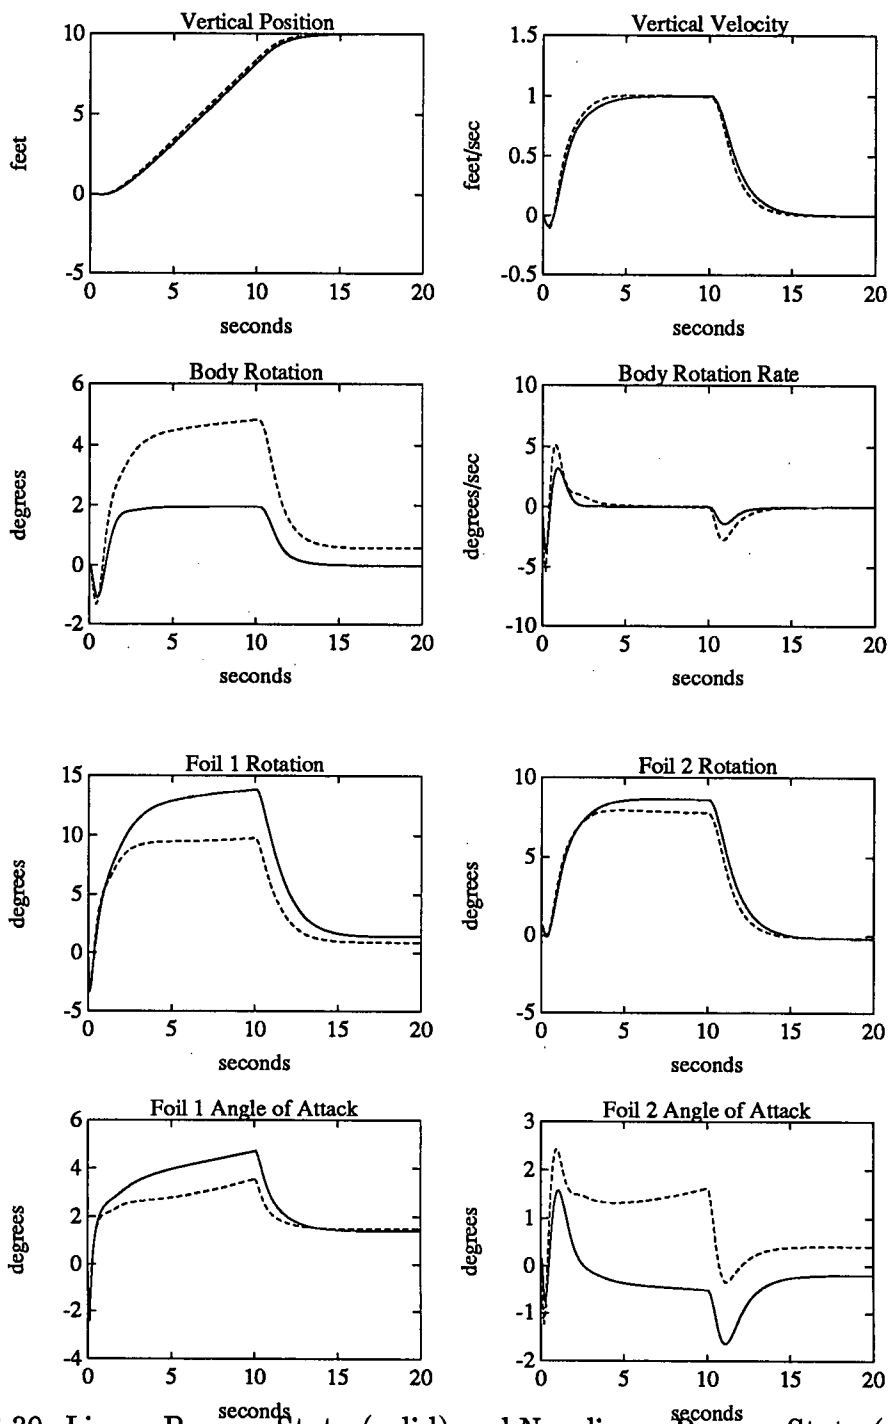 Vertical Position
10
5
0
-5
feet
0 5 10 15 20
seconds
Vertical Velocity
1.5
1
0.5
0
-0.5
feet/sec
0 5 10 15 20
seconds
Body Rotation
6
4
2
0
-2
degrees
0 5 10 15 20
seconds
Body Rotation Rate
10
5
0
-5
-10
degrees/sec
0 5 10 15 20
seconds
Foil 1 Rotation
15
10
5
0
-5
degrees
0 5 10 15 20
seconds
Foil 2 Rotation
10
5
0
-5
degrees
0 5 10 15 20
seconds
Foil 1 Angle of Attack
6
4
2
0
-2
-4
degrees
0 5 10 15 20
seconds
Foil 2 Angle of Attack
3
2
1
0
-1
-2
degrees
0 5 10 15 20
seconds